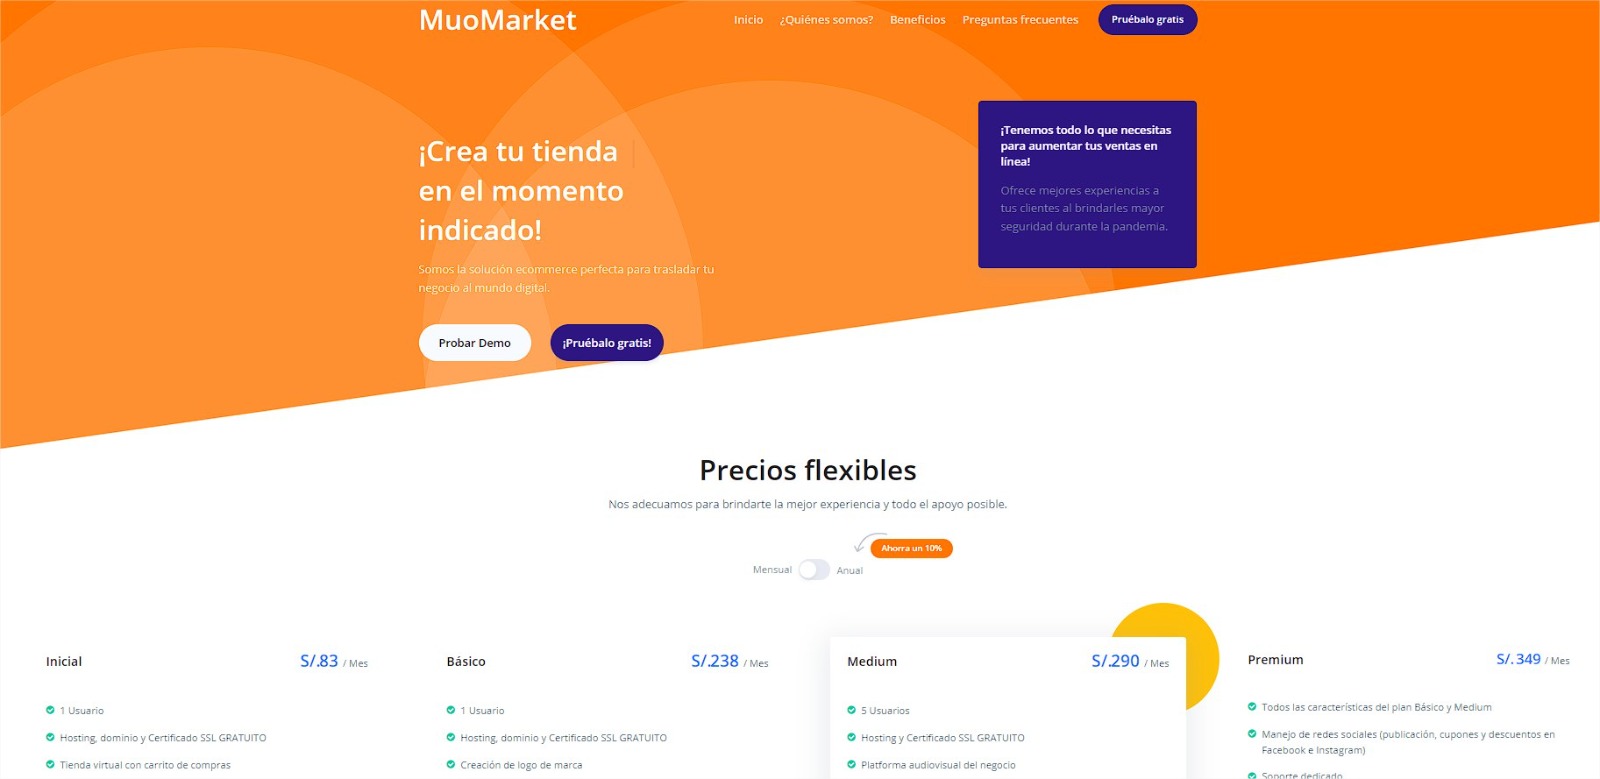 MuoMarket
Inicio
¿Quiénes somos?
Beneficios
Preguntas frecuentes
Pruébalo gratis
¡Crea tu tienda
en el momento
indicado!
Somos la solución ecommerce perfecta para trasladar tu
negocio al mundo digital.
Probar Demo
¡Pruébalo gratis!
¡Tenemos todo lo que necesitas
para aumentar tus ventas en
línea!
Ofrece mejores experiencias a
tus clientes al brindarles mayor
seguridad durante la pandemia.
Precios flexibles
Nos adecuamos para brindarte la mejor experiencia y todo el apoyo posible.
Ahorra un 10%
Mensual
Anual
Inicial
S/.83 / Mes
1 Usuario
Hosting, dominio y Certificado SSL GRATUITO
Tienda virtual con carrito de compras
Básico
S/.238 / Mes
1 Usuario
Hosting, dominio y Certificado SSL GRATUITO
Creación de logo de marca
Medium
S/.290 / Mes
5 Usuarios
Hosting y Certificado SSL GRATUITO
Plataforma audiovisual del negocio
Premium
S/. 349 / Mes
Todos las características del plan Básico y Medium
Manejo de redes sociales (publicación, cupones y descuentos en
Facebook e Instagram)
Soporte dedicado